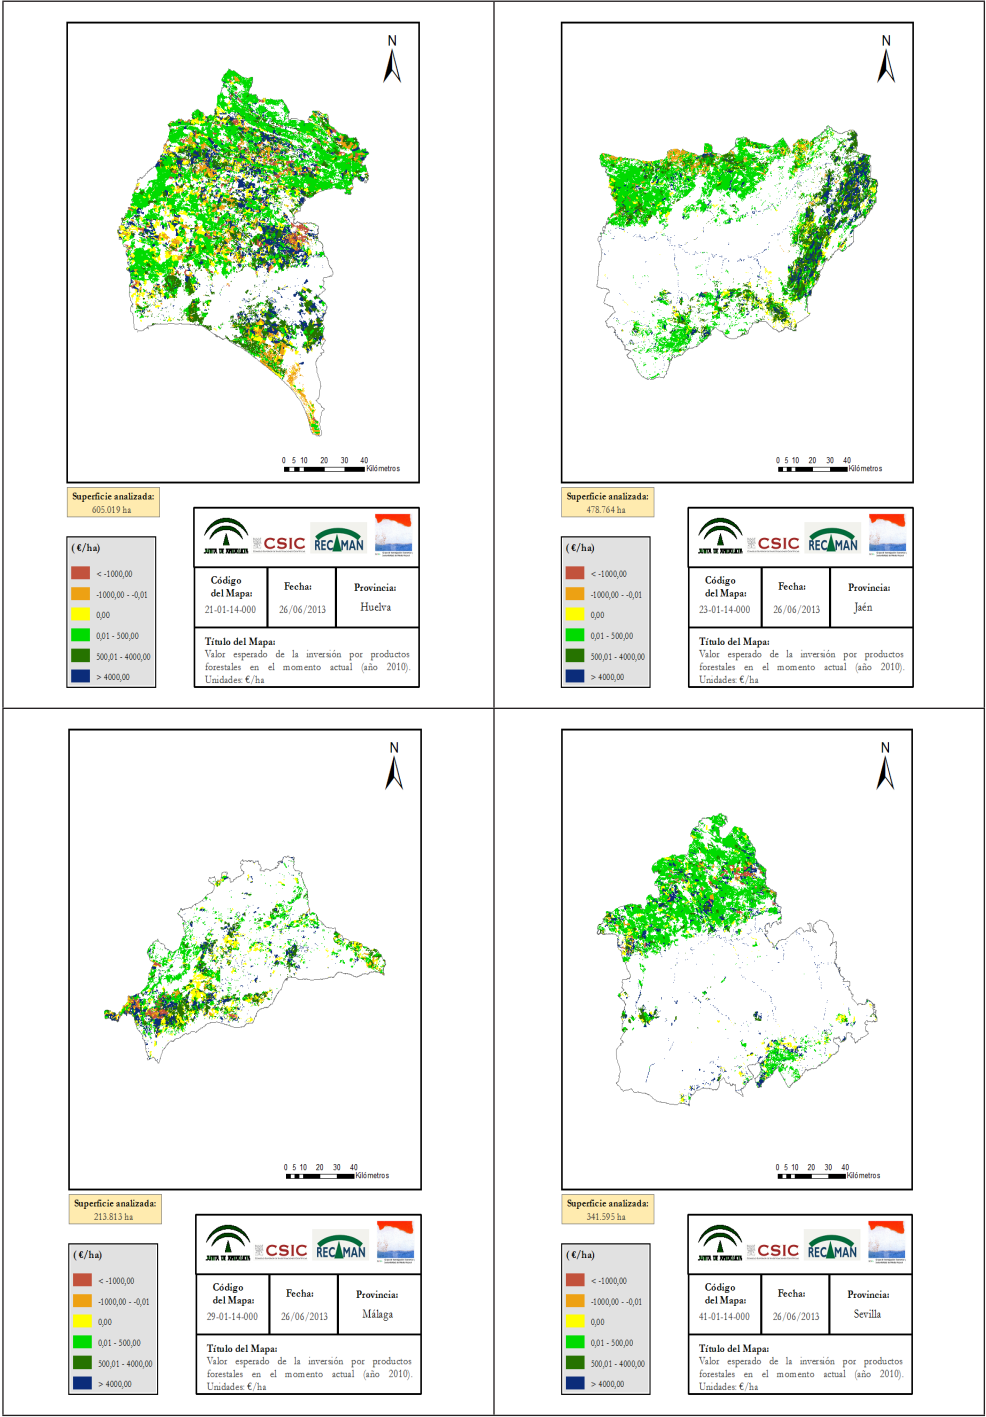 N
0 5 10 20 30 40
Kilómetros
Superficie analizada:
605.019 ha
( €/ha)
< -1000,00
-1000,00 - -0,01
0,00
0,01 - 500,00
500,01 - 4000,00
> 4000,00
JUNTA DE ANDALUCIA
CSIC
RECAMAN
Código
del Mapa:
21-01-14-000
Fecha:
26/06/2013
Provincia:
Huelva
Título del Mapa:
Valor esperado de la inversión por productos
forestales en el momento actual (año 2010).
Unidades: €/ha
N
0 5 10 20 30 40
Kilómetros
Superficie analizada:
478.764 ha
( €/ha)
< -1000,00
-1000,00 - -0,01
0,00
0,01 - 500,00
500,01 - 4000,00
> 4000,00
JUNTA DE ANDALUCIA
CSIC
RECAMAN
Código
del Mapa:
23-01-14-000
Fecha:
26/06/2013
Provincia:
Jaén
Título del Mapa:
Valor esperado de la inversión por productos
forestales en el momento actual (año 2010).
Unidades: €/ha
N
0 5 10 20 30 40
Kilómetros
Superficie analizada:
213.813 ha
( €/ha)
< -1000,00
-1000,00 - -0,01
0,00
0,01 - 500,00
500,01 - 4000,00
> 4000,00
JUNTA DE ANDALUCIA
CSIC
RECAMAN
Código
del Mapa:
29-01-14-000
Fecha:
26/06/2013
Provincia:
Málaga
Título del Mapa:
Valor esperado de la inversión por productos
forestales en el momento actual (año 2010).
Unidades: €/ha
N
0 5 10 20 30 40
Kilómetros
Superficie analizada:
341.595 ha
( €/ha)
< -1000,00
-1000,00 - -0,01
0,00
0,01 - 500,00
500,01 - 4000,00
> 4000,00
JUNTA DE ANDALUCIA
CSIC
RECAMAN
Código
del Mapa:
41-01-14-000
Fecha:
26/06/2013
Provincia:
Sevilla
Título del Mapa:
Valor esperado de la inversión por productos
forestales en el momento actual (año 2010).
Unidades: €/ha